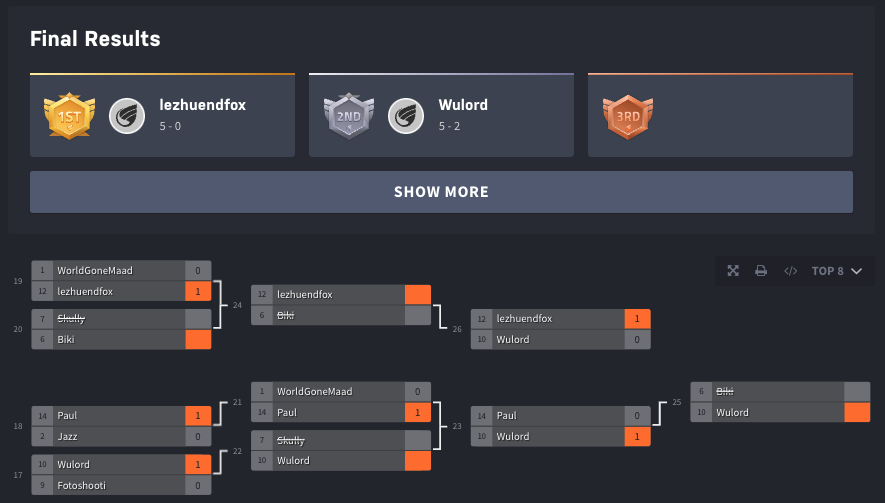 Final Results
1ST
lezhuendfox
5 - 0
2ND
Wulord
5 - 2
3RD
SHOW MORE
TOP 8
19
1 WorldGoneMaad 0
12 lezhuendfox 1
20
7 Skully
6 Biki
24
12 lezhuendfox
6 Biki
26
12 lezhuendfox 1
10 Wulord 0
18
14 Paul 1
2 Jazz 0
17
10 Wulord 1
9 Fotoshooti 0
21
1 WorldGoneMaad 0
14 Paul 1
22
7 Skully
10 Wulord
23
14 Paul 0
10 Wulord 1
25
6 Biki
10 Wulord